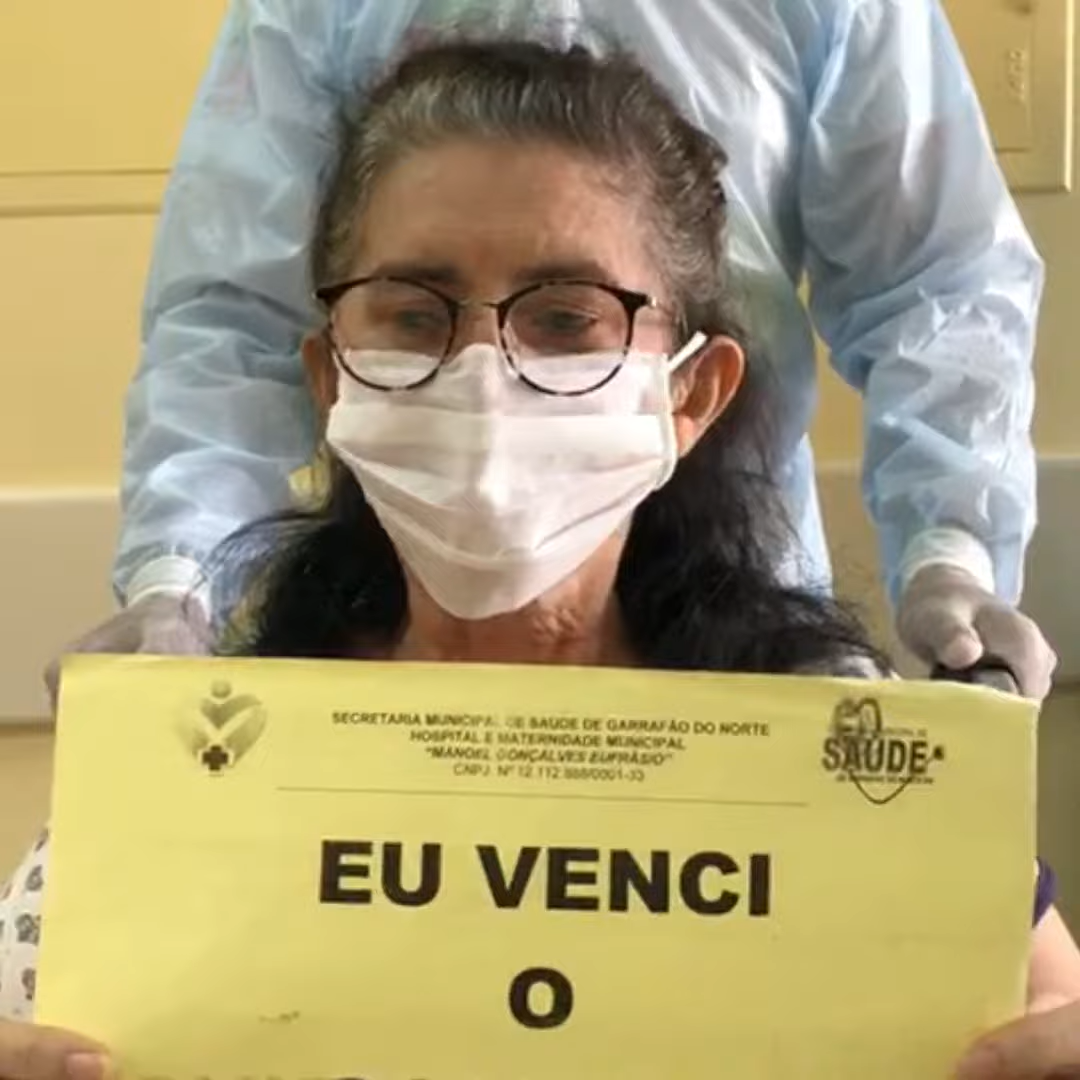 SECRETARIA MUNICIPAL DE SAÚDE DE GARRAFÃO DO NORTE
HOSPITAL E MATERNIDADE MUNICIPAL
"MANOEL GONÇALVES EUFRÁSIO"
CNPJ. Nº 12.112.888/0001-33
SAÚDE
EU VENCI
O